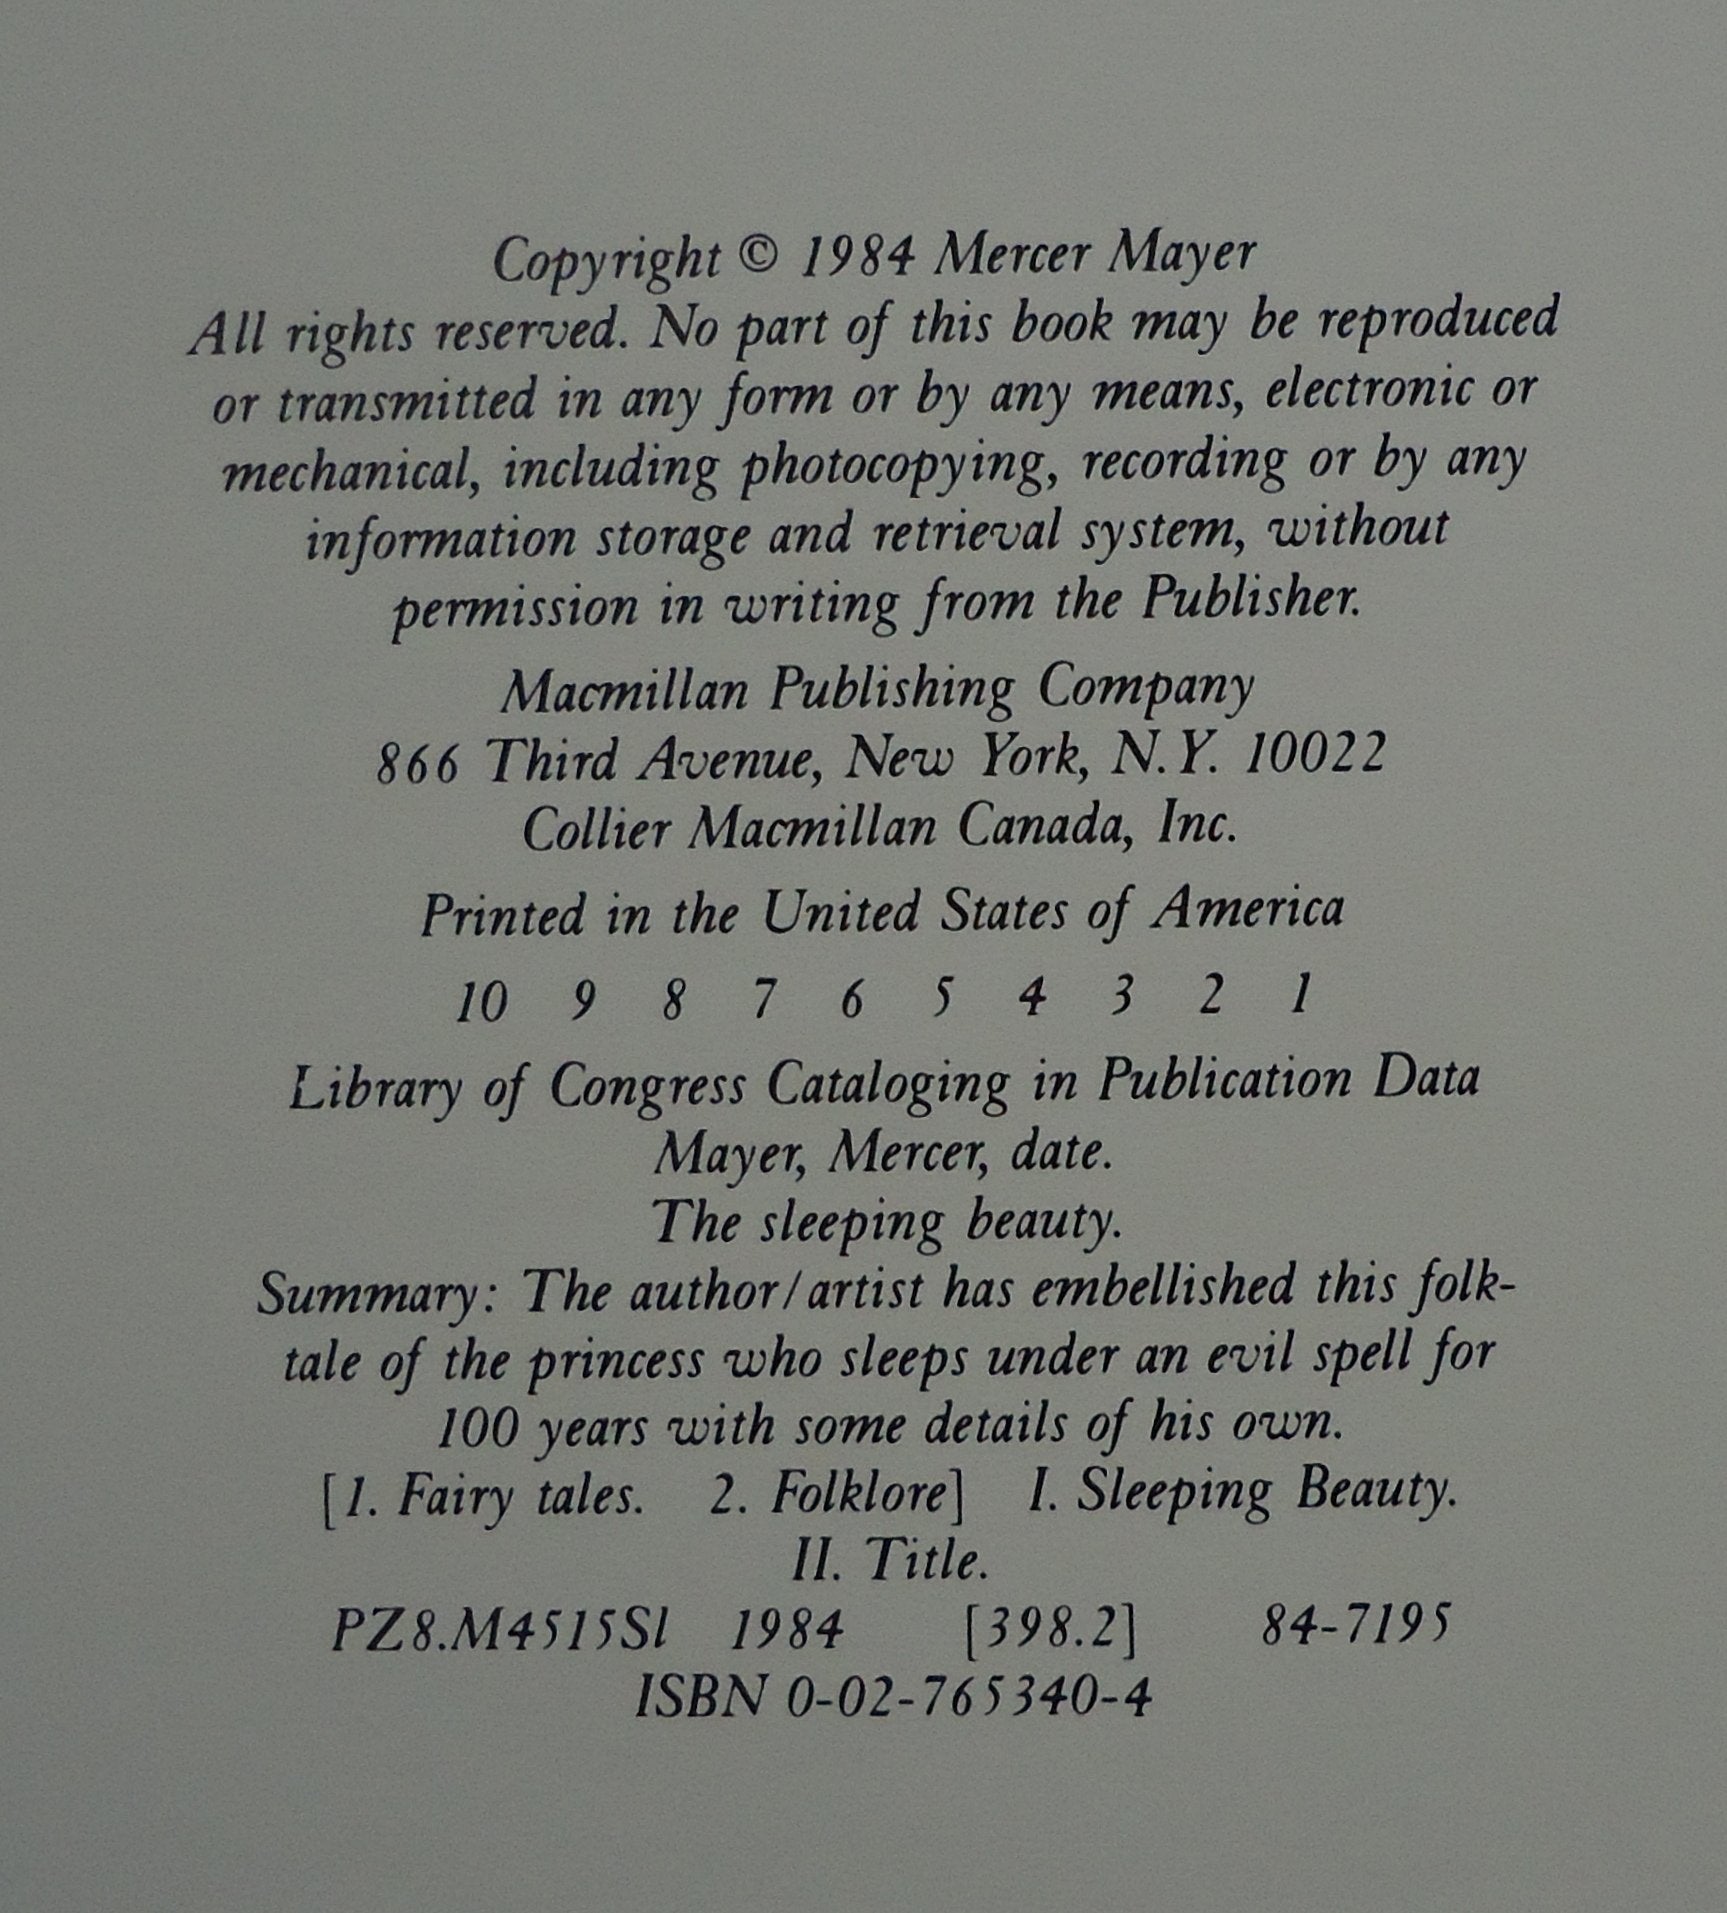 Copyright © 1984 Mercer Mayer
All rights reserved. No part of this book may be reproduced
or transmitted in any form or by any means, electronic or
mechanical, including photocopying, recording or by any
information storage and retrieval system, without
permission in writing from the Publisher.
Macmillan Publishing Company
866 Third Avenue, New York, N.Y. 10022
Collier Macmillan Canada, Inc.
Printed in the United States of America
10 9 8 7 6 5 4 3 2 1
Library of Congress Cataloging in Publication Data
Mayer, Mercer, date.
The sleeping beauty.
Summary: The author/artist has embellished this folk-
tale of the princess who sleeps under an evil spell for
100 years with some details of his own.
[1. Fairy tales. 2. Folklore] I. Sleeping Beauty.
II. Title.
PZ8.M4515Sl 1984 [398.2] 84-7195
ISBN 0-02-765340-4